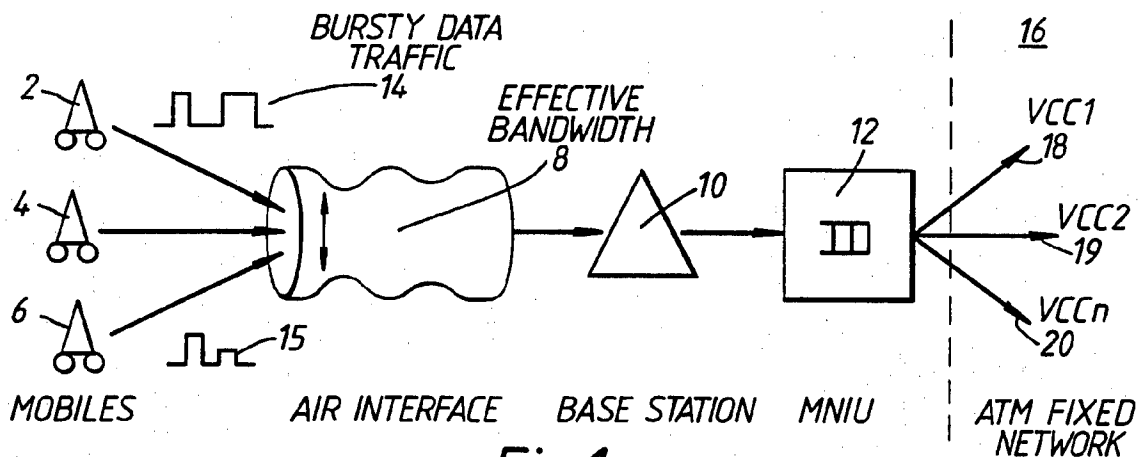 BURSTY DATA
TRAFFIC
14
2
4
6
15
EFFECTIVE
BANDWIDTH
8
10
12
16
VCC1
18
VCC2
19
VCCn
20
MOBILES
AIR INTERFACE
BASE STATION
MNIU
ATM FIXED
NETWORK